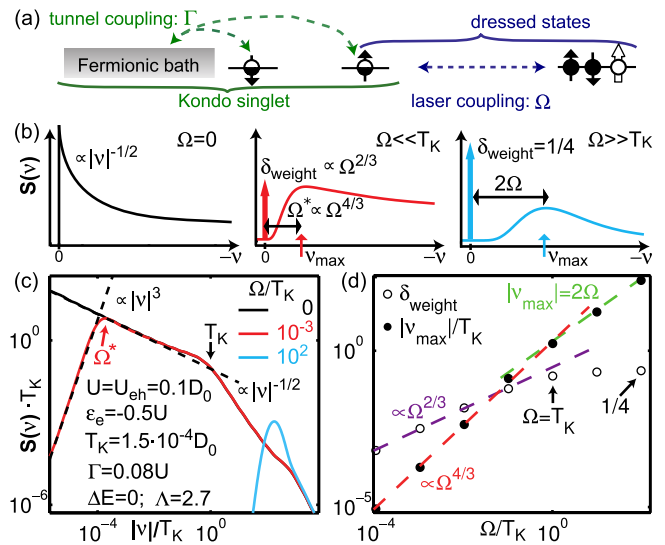 (a)
tunnel coupling: Γ
dressed states
Fermionic bath
Kondo singlet
laser coupling: Ω
(b)
S(ν)
∝|ν|^{-1/2}
Ω=0
0
-ν
Ω<<T_K
δ_weight ∝ Ω^{2/3}
Ω*∝Ω^{4/3}
0
ν_max
-ν
Ω>>T_K
δ_weight=1/4
2Ω
0
ν_max
-ν
(c)
S(ν)·T_K
10^0
10^{-6}
∝|ν|^3
Ω/T_K
0
10^{-3}
10^2
Ω*
T_K
∝|ν|^{-1/2}
U=U_eh=0.1D_0
ε_e=-0.5U
T_K=1.5·10^{-4}D_0
Γ=0.08U
ΔE=0; Λ=2.7
10^{-4}
|ν|/T_K
10^0
(d)
δ_weight
|ν_max|/T_K
|ν_max|=2Ω
10^0
10^{-5}
∝Ω^{2/3}
Ω=T_K
1/4
∝Ω^{4/3}
10^{-4}
Ω/T_K
10^0